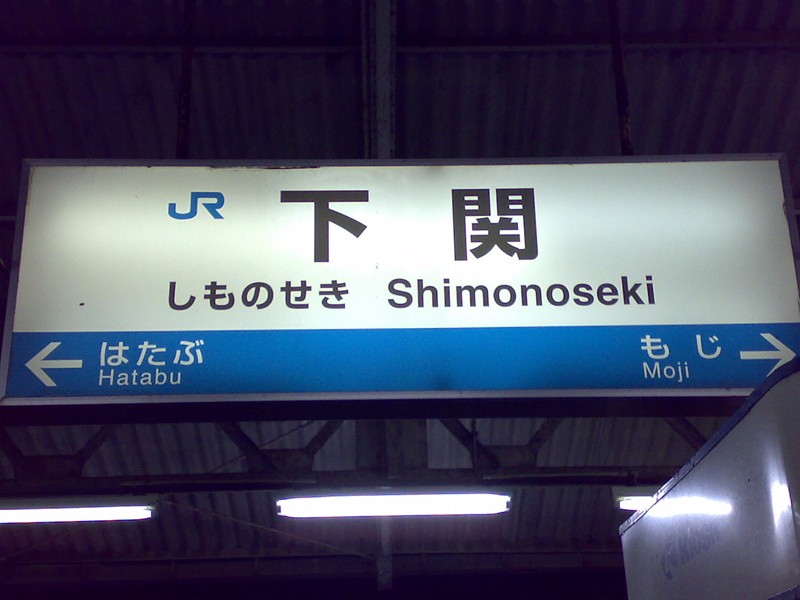 JR 下関
しものせき Shimonoseki
← はたぶ もじ →
Hatabu Moji